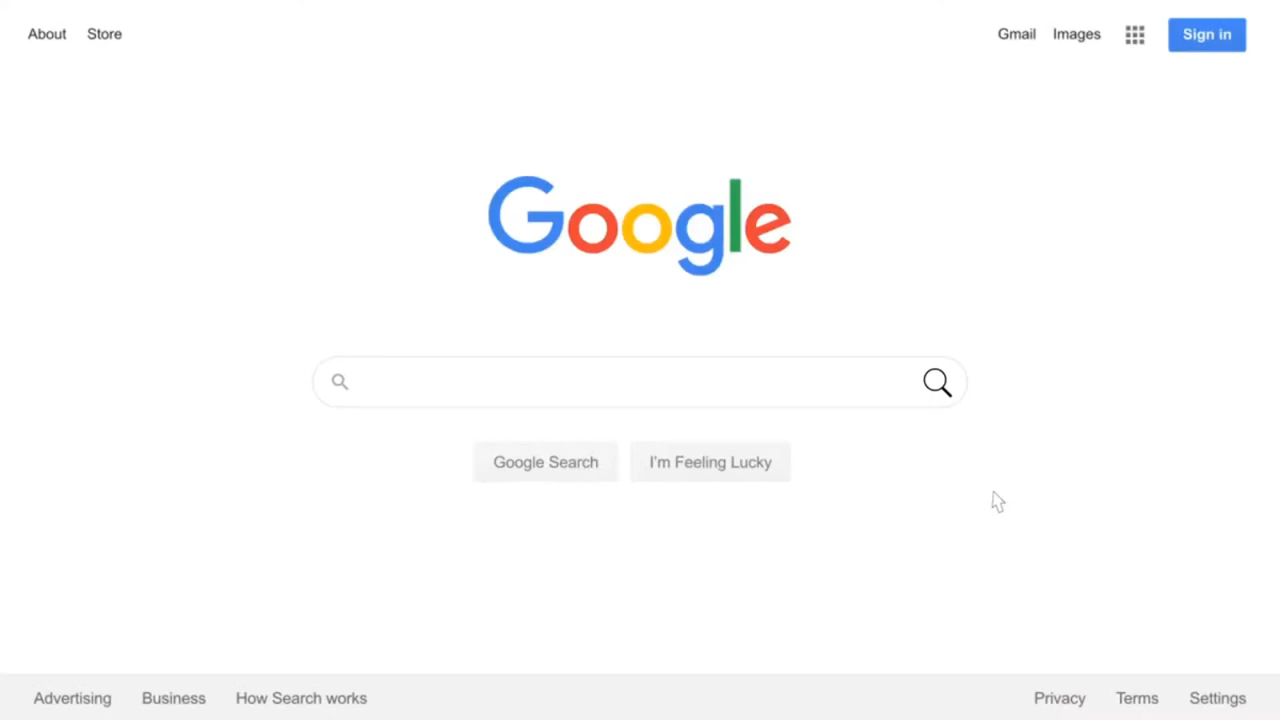 About Store Gmail Images Sign in
Google
Google Search I'm Feeling Lucky
Advertising Business How Search works Privacy Terms Settings